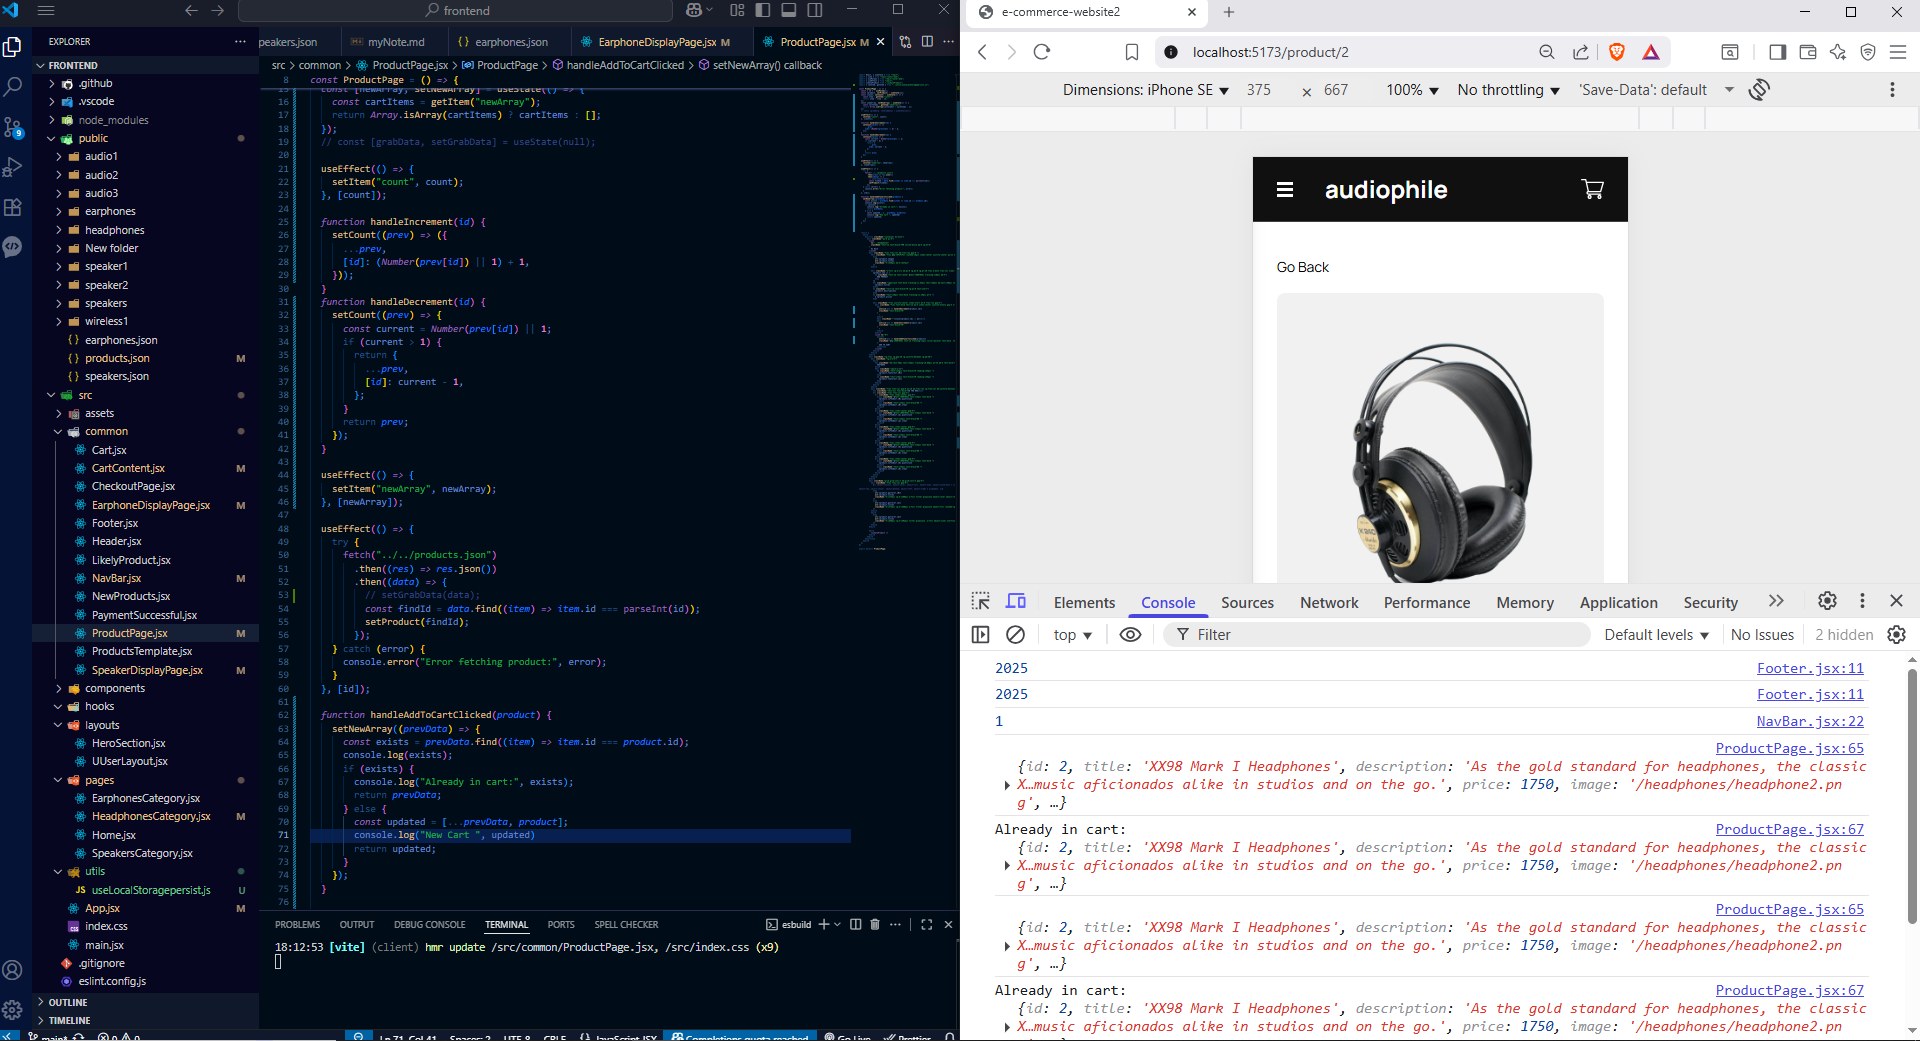 frontend
EXPLORER
FRONTEND
.github
.vscode
node_modules
public
audio1
audio2
audio3
earphones
headphones
New folder
speaker1
speaker2
speakers
wireless1
earphones.json
products.json M
speakers.json
src
assets
common
Cart.jsx
CartContent.jsx M
CheckoutPage.jsx
EarphoneDisplayPage.jsx M
Footer.jsx
Header.jsx
LikelyProduct.jsx
NavBar.jsx M
NewProducts.jsx
PaymentSuccessful.jsx
ProductPage.jsx M
ProductsTemplate.jsx
SpeakerDisplayPage.jsx M
components
hooks
layouts
HeroSection.jsx
UUserLayout.jsx
pages
EarphonesCategory.jsx
HeadphonesCategory.jsx M
Home.jsx
SpeakersCategory.jsx
utils
JS useLocalStoragepersist.js U
App.jsx M
index.css
main.jsx
.gitignore
eslint.config.js
OUTLINE
TIMELINE
peakers.json myNote.md {} earphones.json EarphoneDisplayPage.jsx M ProductPage.jsx M
src > common > ProductPage.jsx > ProductPage > handleAddToCartClicked > setNewArray() callback
8 const ProductPage = () => {
15 const [newArray, setNewArray] = useState(() => {
16 const cartItems = getItem("newArray");
17 return Array.isArray(cartItems) ? cartItems : [];
18 });
19 // const [grabData, setGrabData] = useState(null);
20
21 useEffect(() => {
22 setItem("count", count);
23 }, [count]);
24
25 function handleIncrement(id) {
26 setCount((prev) => ({
27 ...prev,
28 [id]: (Number(prev[id]) || 1) + 1,
29 }));
30 }
31 function handleDecrement(id) {
32 setCount((prev) => {
33 const current = Number(prev[id]) || 1;
34 if (current > 1) {
35 return {
36 ...prev,
37 [id]: current - 1,
38 };
39 }
40 return prev;
41 });
42 }
43
44 useEffect(() => {
45 setItem("newArray", newArray);
46 }, [newArray]);
47
48 useEffect(() => {
49 try {
50 fetch("../../products.json")
51 .then((res) => res.json())
52 .then((data) => {
53 // setGrabData(data);
54 const findId = data.find((item) => item.id === parseInt(id));
55 setProduct(findId);
56 });
57 } catch (error) {
58 console.error("Error fetching product:", error);
59 }
60 }, [id]);
61
62 function handleAddToCartClicked(product) {
63 setNewArray((prevData) => {
64 const exists = prevData.find((item) => item.id === product.id);
65 console.log(exists);
66 if (exists) {
67 console.log("Already in cart:", exists);
68 return prevData;
69 } else {
70 const updated = [...prevData, product];
71 console.log("New Cart ", updated)
72 return updated;
73 }
74 });
75 }
76
PROBLEMS OUTPUT DEBUG CONSOLE TERMINAL PORTS SPELL CHECKER esbuild
18:12:53 [vite] (client) hmr update /src/common/ProductPage.jsx, /src/index.css (x9)
main* 0 0 Ln 71, Col 41 Spaces: 2 UTF-8 CRLF {} JavaScript JSX Completions quota reached Go Live Prettier
e-commerce-website2
localhost:5173/product/2
Dimensions: iPhone SE 375 × 667 100% No throttling 'Save-Data': default
audiophile
Go Back
Elements Console Sources Network Performance Memory Application Security
top Filter Default levels No Issues 2 hidden
2025 Footer.jsx:11
2025 Footer.jsx:11
1 NavBar.jsx:22
ProductPage.jsx:65
{id: 2, title: 'XX98 Mark I Headphones', description: 'As the gold standard for headphones, the classic
X…music aficionados alike in studios and on the go.', price: 1750, image: '/headphones/headphone2.pn
g', …}
Already in cart: ProductPage.jsx:67
{id: 2, title: 'XX98 Mark I Headphones', description: 'As the gold standard for headphones, the classic
X…music aficionados alike in studios and on the go.', price: 1750, image: '/headphones/headphone2.pn
g', …}
ProductPage.jsx:65
{id: 2, title: 'XX98 Mark I Headphones', description: 'As the gold standard for headphones, the classic
X…music aficionados alike in studios and on the go.', price: 1750, image: '/headphones/headphone2.pn
g', …}
Already in cart: ProductPage.jsx:67
{id: 2, title: 'XX98 Mark I Headphones', description: 'As the gold standard for headphones, the classic
X…music aficionados alike in studios and on the go.', price: 1750, image: '/headphones/headphone2.pn